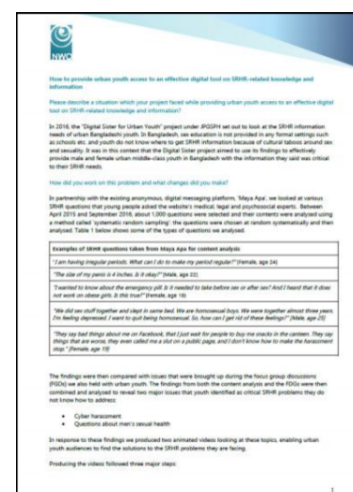 NWO
How to provide urban youth access to an effective digital tool on SRHR-related knowledge and
information
Please describe a situation which your project faced while providing urban youth access to an effective digital
tool on SRHR-related knowledge and information?
In 2016, the "Digital Sister for Urban Youth" project under JPGSPH set out to look at the SRHR information
needs of urban Bangladeshi youth. In Bangladesh, sex education is not provided in any formal settings such
as schools etc. and youth do not know where to get SRHR information because of cultural taboos around sex
and sexuality. It was in this context that the Digital Sister project aimed to use its findings to effectively
provide male and female urban middle-class youth in Bangladesh with the information they said was critical
to their SRHR needs.
How did you work on this problem and what changes did you make?
In partnership with the existing anonymous, digital messaging platform, 'Maya Apa', we looked at various
SRHR questions that young people asked the website's medical, legal and psychosocial experts. Between
April 2015 and September 2016, about 1,000 questions were selected and their contents were analysed using
a method called 'systematic random sampling': the questions were chosen at random systematically and then
analysed. Table 1 below shows some of the types of questions we analysed.
Examples of SRHR questions taken from Maya Apa for content analysis
"I am having irregular periods. What can I do to make my period regular?" (Female, age 24)
"The size of my penis is 4 inches. Is it okay?" (Male, age 22)
"I wanted to know about the emergency pill. Is it needed to take before sex or after sex? And I heard that it does
not work on obese girls. Is this true?" (Female, age 18)
"We did sex stuff together and slept in same bed. We are homosexual boys. We were together almost three years.
I'm feeling depressed. I want to quit being homosexual. So, how can I get rid of these feelings?" (Male, age 25)
"They say bad things about me on Facebook, that I just wait for people to buy me snacks in the canteen. They say
things that are worse, they even called me a slut on a public page, and I don't know how to make the harassment
stop." (Female, age 19)
The findings were then compared with issues that were brought up during the focus group discussions
(FGDs) we also held with urban youth. The findings from both the content analysis and the FDGs were then
combined and analysed to reveal two major issues that youth identified as critical SRHR problems they do
not know how to address:
• Cyber harassment
• Questions about men's sexual health
In response to these findings we produced two animated videos looking at these topics, enabling urban
youth audiences to find the solutions to the SRHR problems they are facing.
Producing the videos followed three major steps:
1